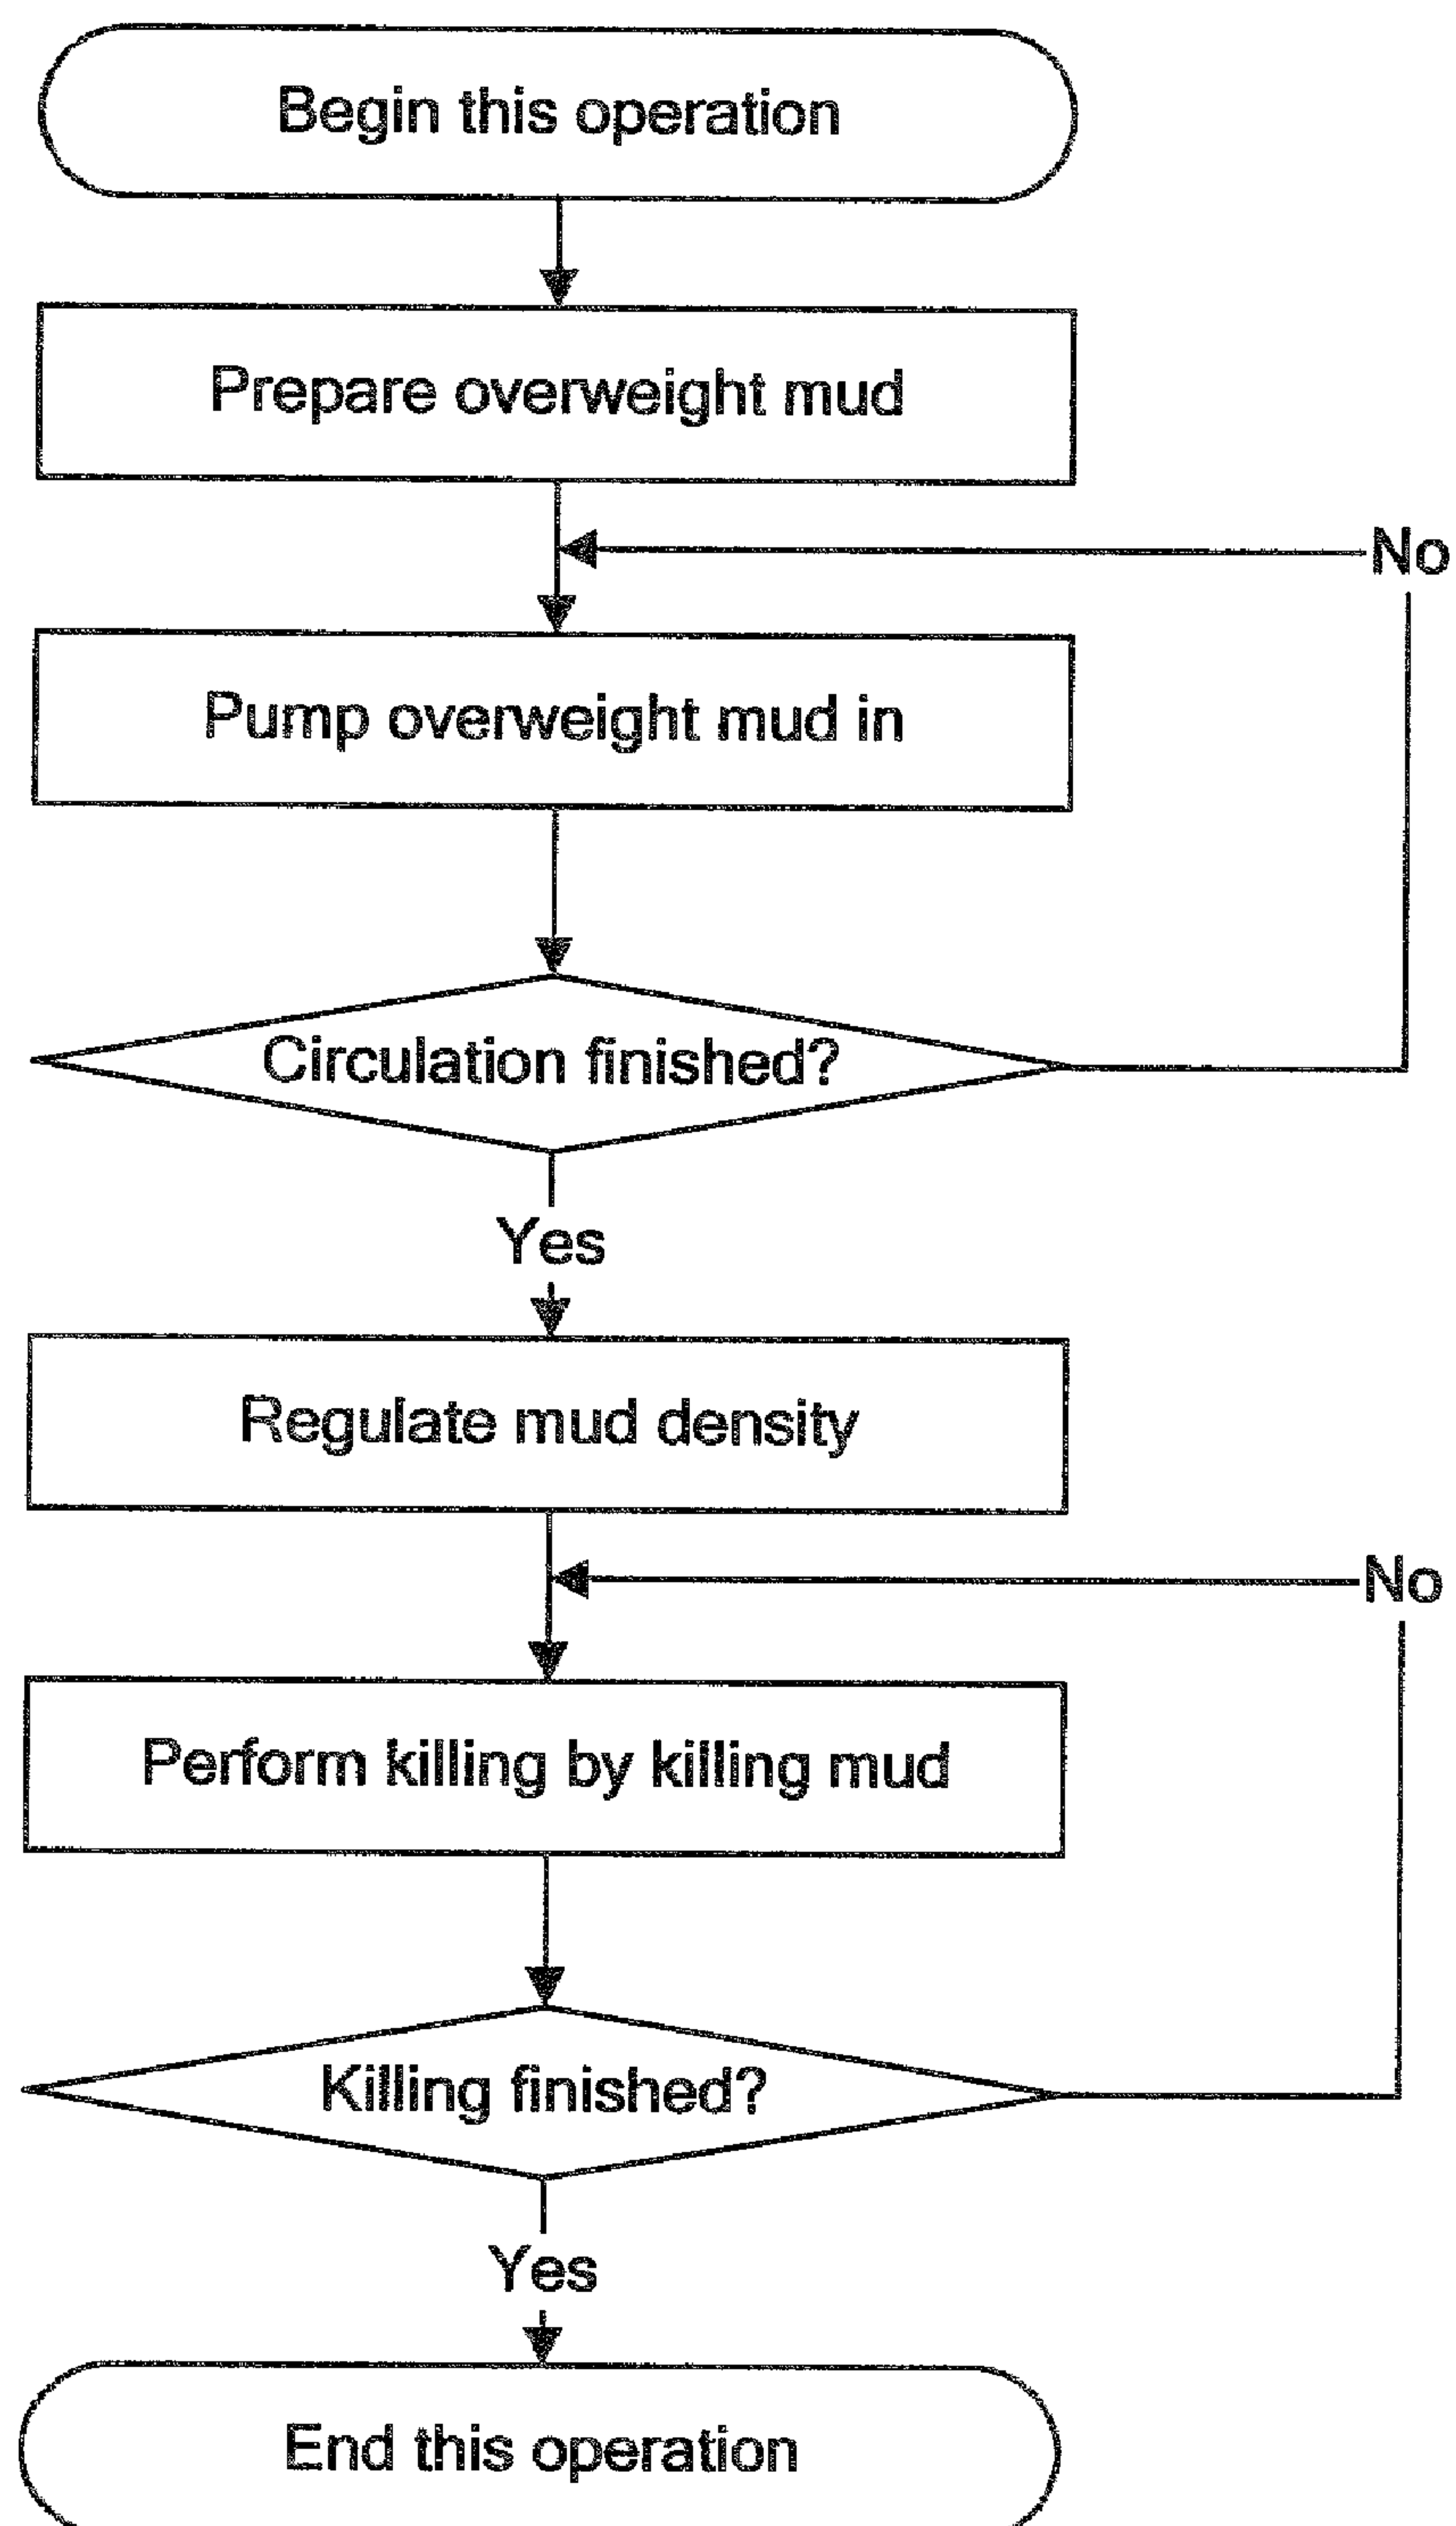 Begin this operation
Prepare overweight mud
No
Pump overweight mud in
Circulation finished?
Yes
Regulate mud density
No
Perform killing by killing mud
Killing finished?
Yes
End this operation